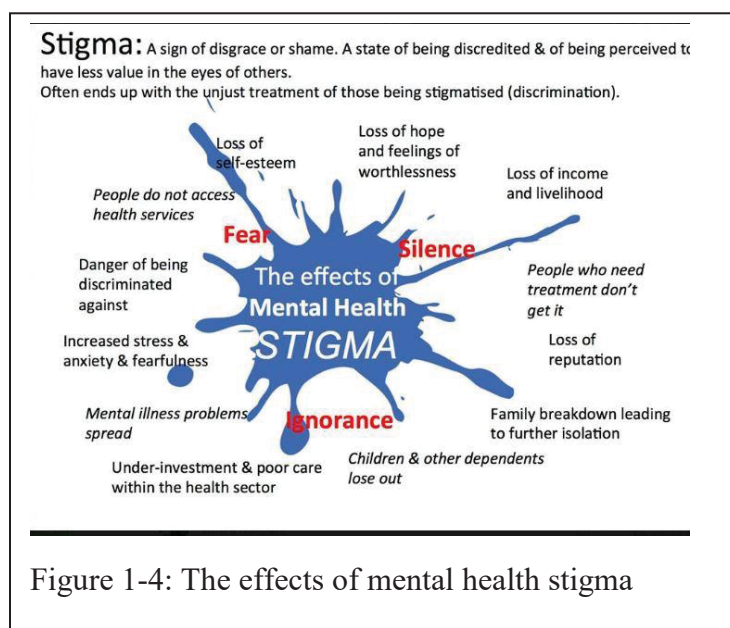 Stigma: A sign of disgrace or shame. A state of being discredited & of being perceived to
have less value in the eyes of others.
Often ends up with the unjust treatment of those being stigmatised (discrimination).
Loss of
self-esteem
Loss of hope
and feelings of
worthlessness
Loss of income
and livelihood
People do not access
health services
Fear
Silence
The effects of
Mental Health
STIGMA
Danger of being
discriminated
against
People who need
treatment don't
get it
Increased stress &
anxiety & fearfulness
Loss of
reputation
Mental illness problems
spread
Ignorance
Family breakdown leading
to further isolation
Under-investment & poor care
within the health sector
Children & other dependents
lose out
Figure 1-4: The effects of mental health stigma